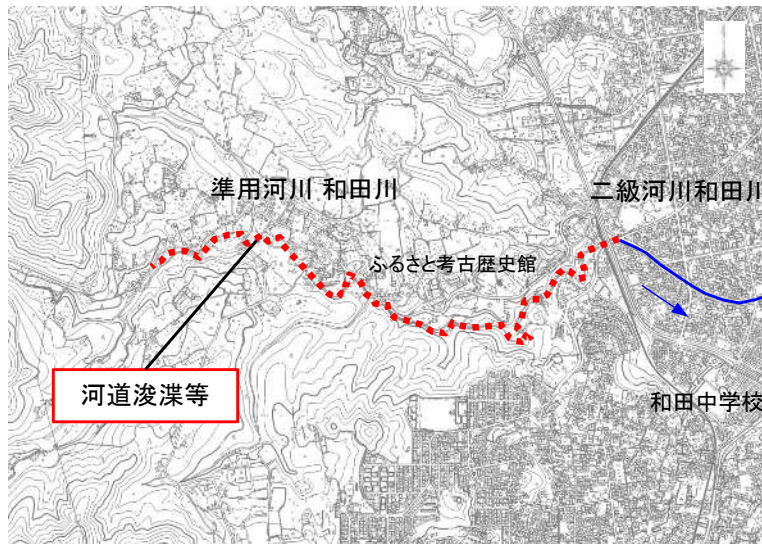 準用河川 和田川
二級河川和田川
ふるさと考古歴史館
河道浚渫等
和田中学校